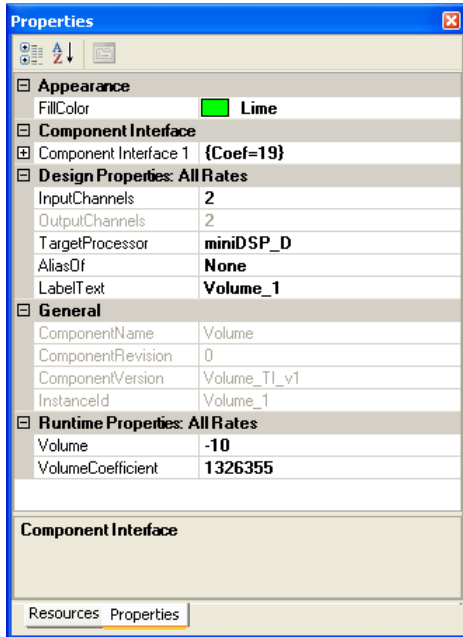 Properties
Appearance
FillColor Lime
Component Interface
Component Interface 1 {Coef=19}
Design Properties: All Rates
InputChannels 2
OutputChannels 2
TargetProcessor miniDSP_D
AliasOf None
LabelText Volume_1
General
ComponentName Volume
ComponentRevision 0
ComponentVersion Volume_TI_v1
InstanceId Volume_1
Runtime Properties: All Rates
Volume -10
VolumeCoefficient 1326355
Component Interface
Resources Properties